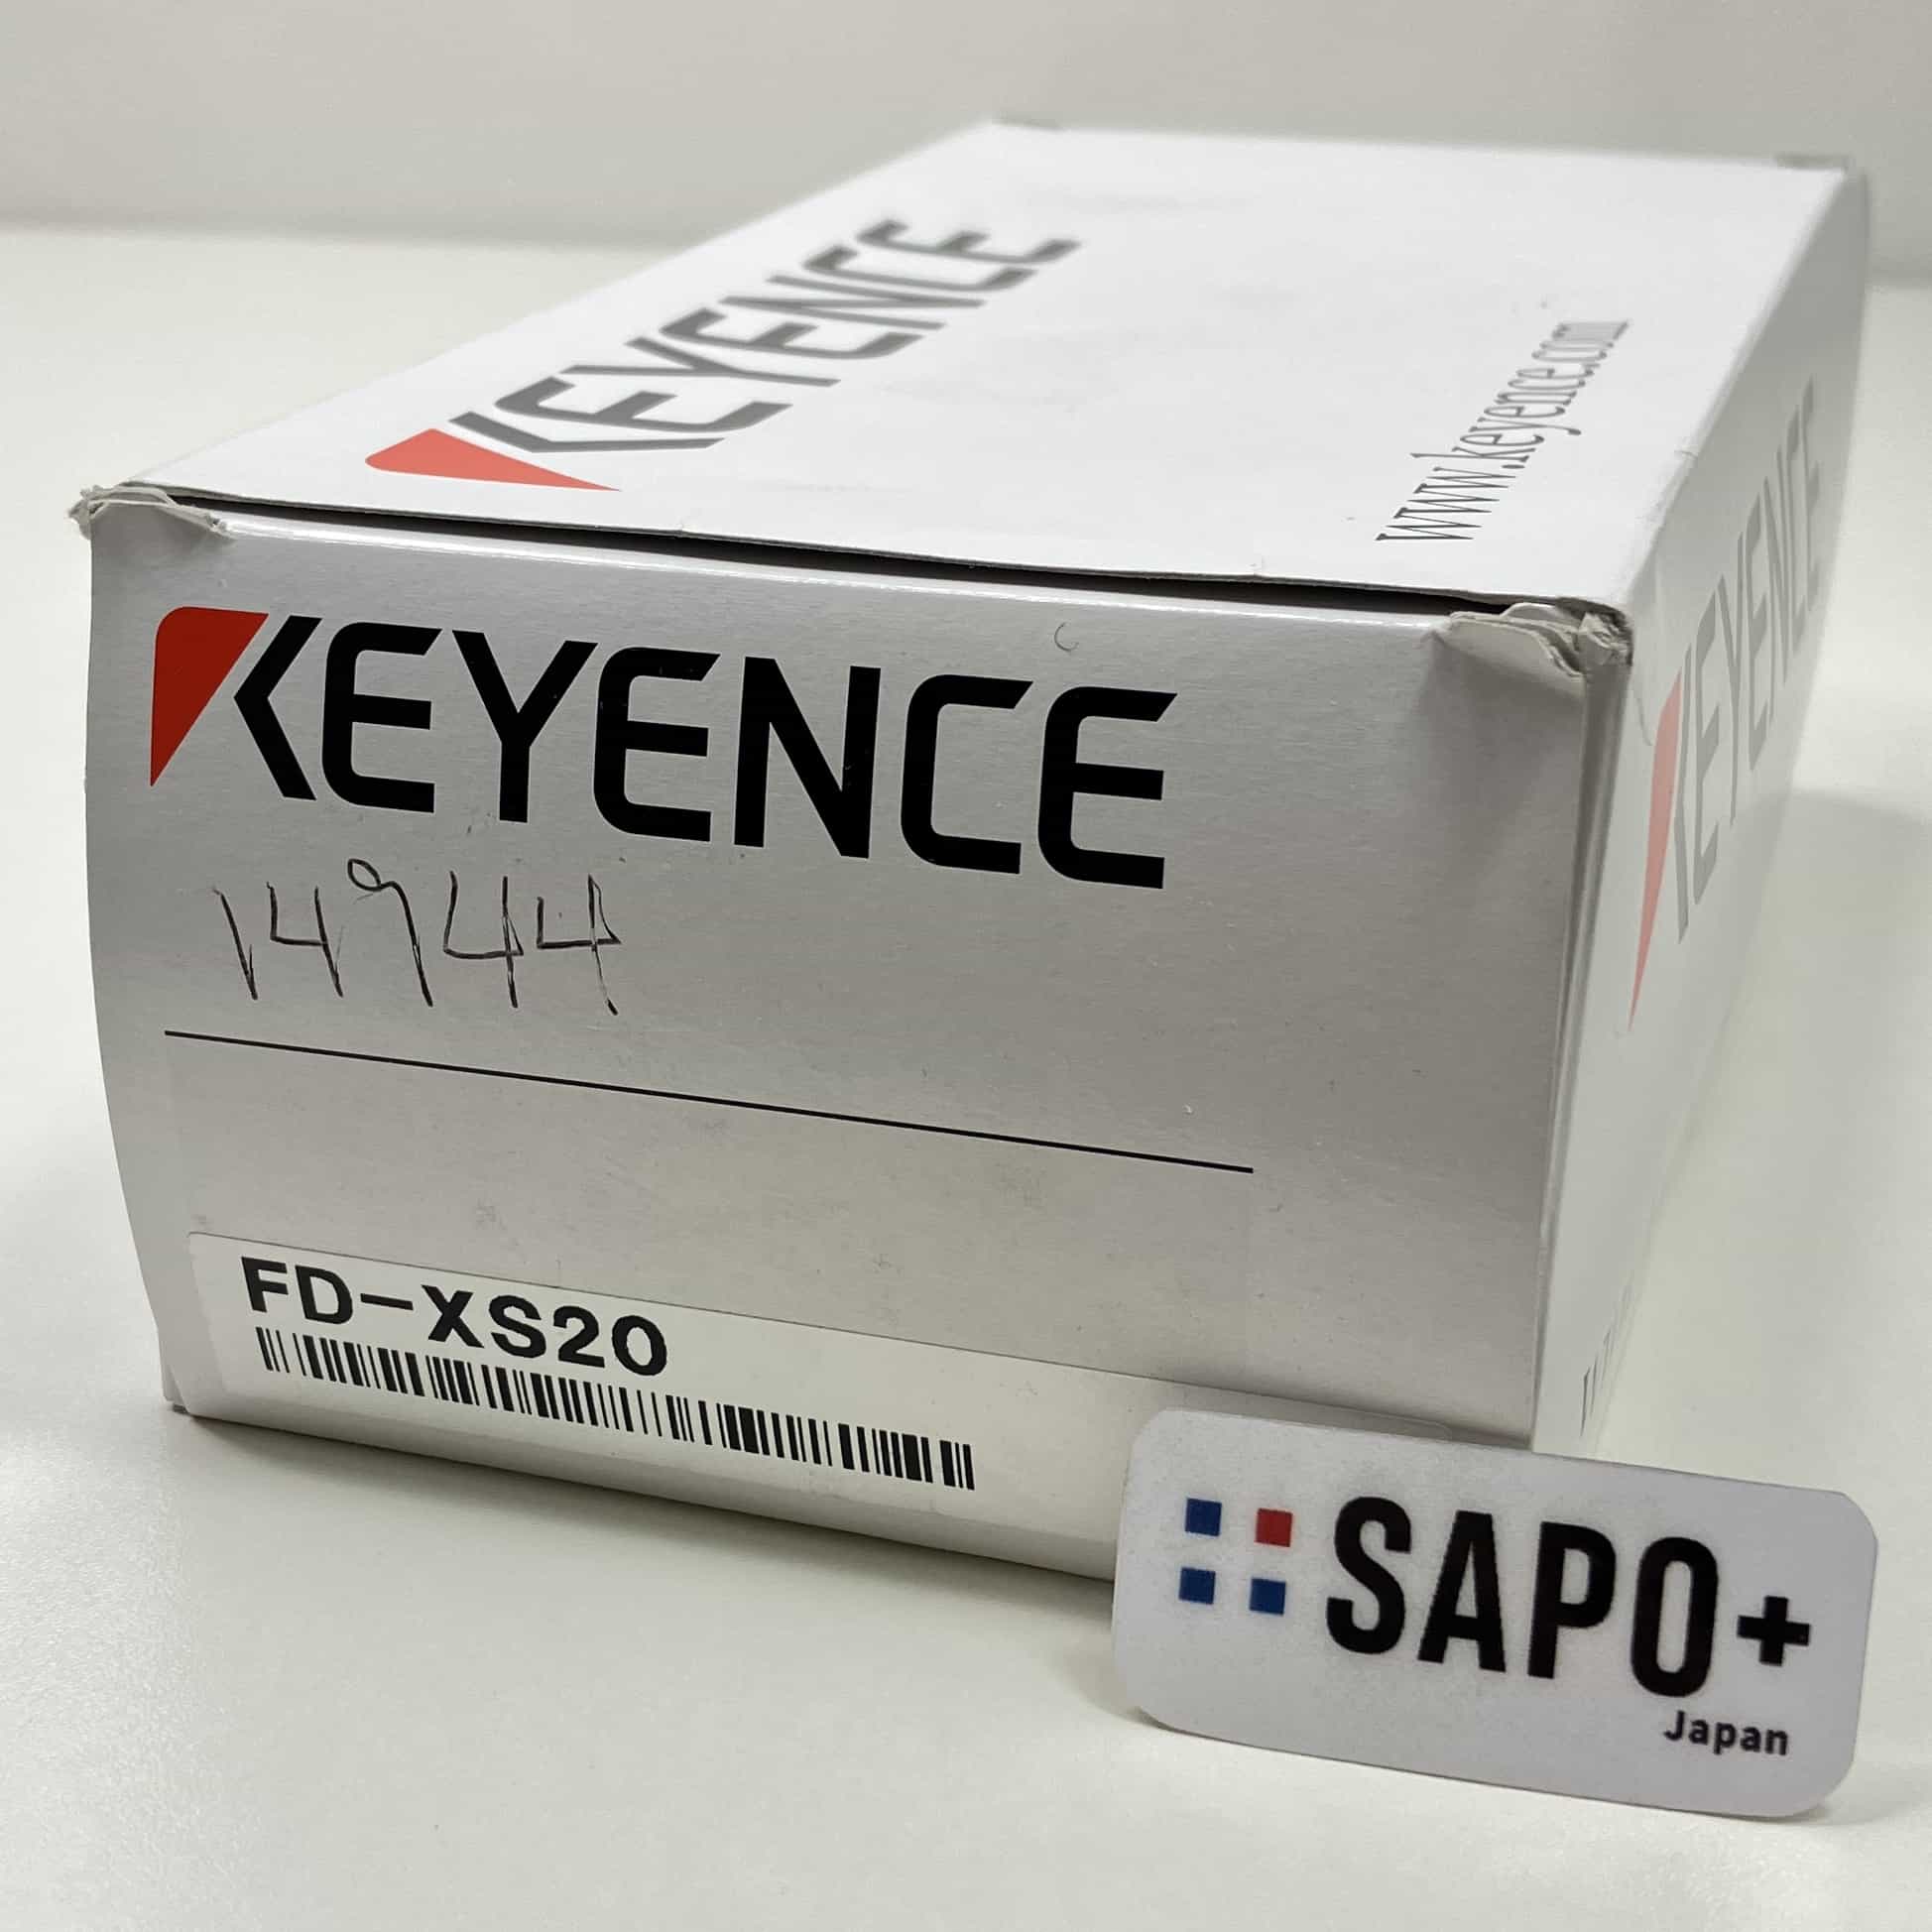 KEYENCE
www.keyence.com
KEYENCE
KEYENCE
14944
FD-XS20
SAPO+
Japan